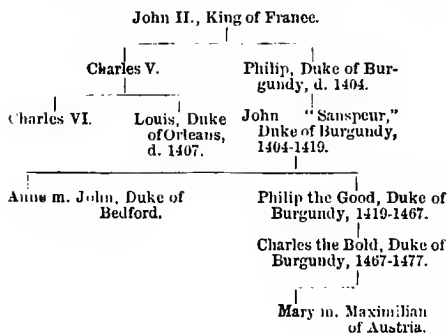 John II., King of France.
Charles V.
Philip, Duke of Bur-
gundy, d. 1404.
Charles VI.
Louis, Duke
of Orleans,
d. 1407.
John "Sanspeur,"
Duke of Burgundy,
1404-1419.
Anne m. John, Duke of
Bedford.
Philip the Good, Duke of
Burgundy, 1419-1467.
Charles the Bold, Duke of
Burgundy, 1467-1477.
Mary m. Maximilian
of Austria.